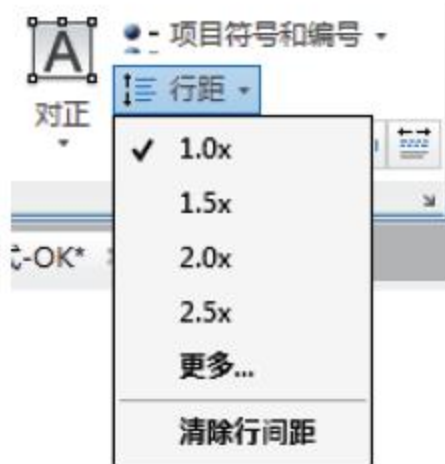 A
项目符号和编号
对正
行距
1.0x
1.5x
-OK*
2.0x
2.5x
更多...
清除行间距